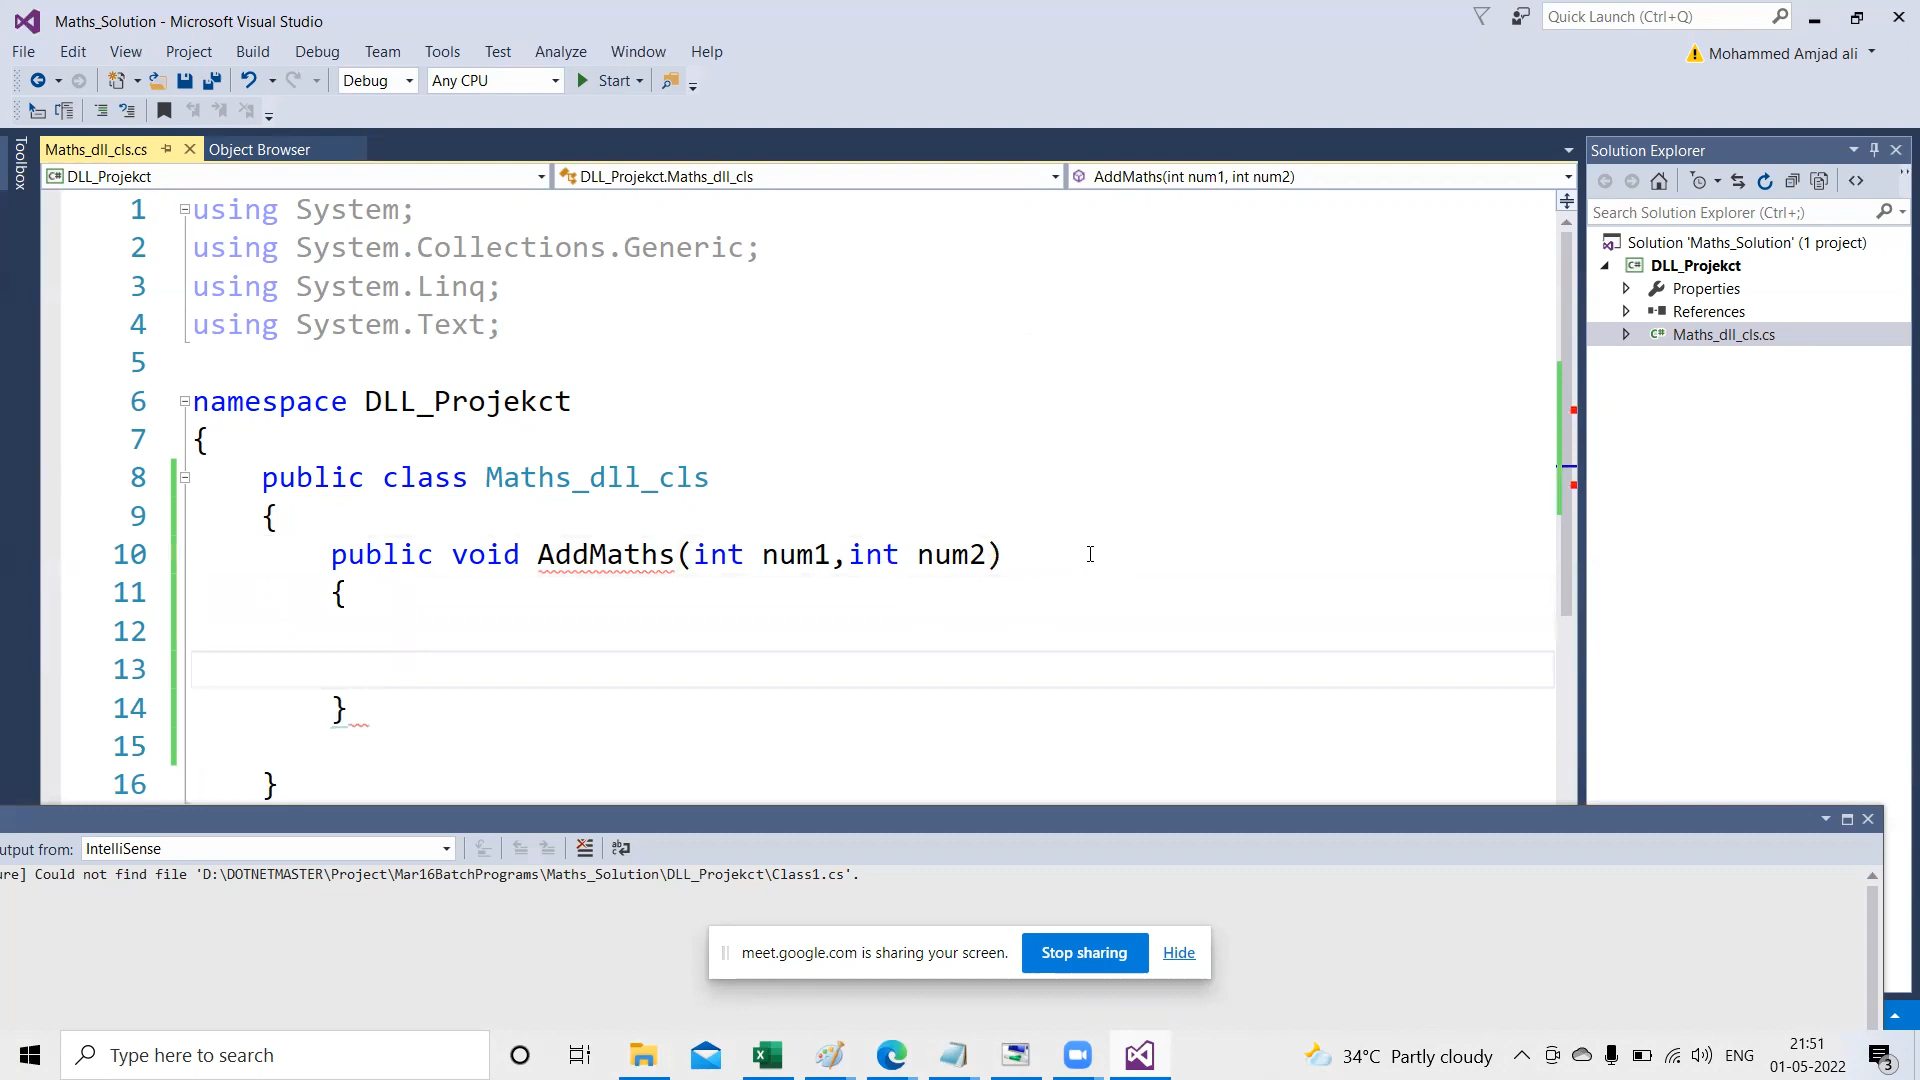 Maths_Solution - Microsoft Visual Studio
Quick Launch (Ctrl+Q)
File Edit View Project Build Debug Team Tools Test Analyze Window Help
Mohammed Amjad ali
Debug Any CPU Start
Toolbox
Maths_dll_cls.cs Object Browser
DLL_Projekct DLL_Projekct.Maths_dll_cls AddMaths(int num1, int num2)
1 using System;
2 using System.Collections.Generic;
3 using System.Linq;
4 using System.Text;
5
6 namespace DLL_Projekct
7 {
8 public class Maths_dll_cls
9 {
10 public void AddMaths(int num1,int num2)
11 {
12
13
14 }
15
16 }
Solution Explorer
Search Solution Explorer (Ctrl+;)
Solution 'Maths_Solution' (1 project)
DLL_Projekct
Properties
References
Maths_dll_cls.cs
utput from: IntelliSense
ure] Could not find file 'D:\DOTNETMASTER\Project\Mar16BatchPrograms\Maths_Solution\DLL_Projekct\Class1.cs'.
meet.google.com is sharing your screen. Stop sharing Hide
Type here to search
34°C Partly cloudy
ENG
21:51
01-05-2022
3